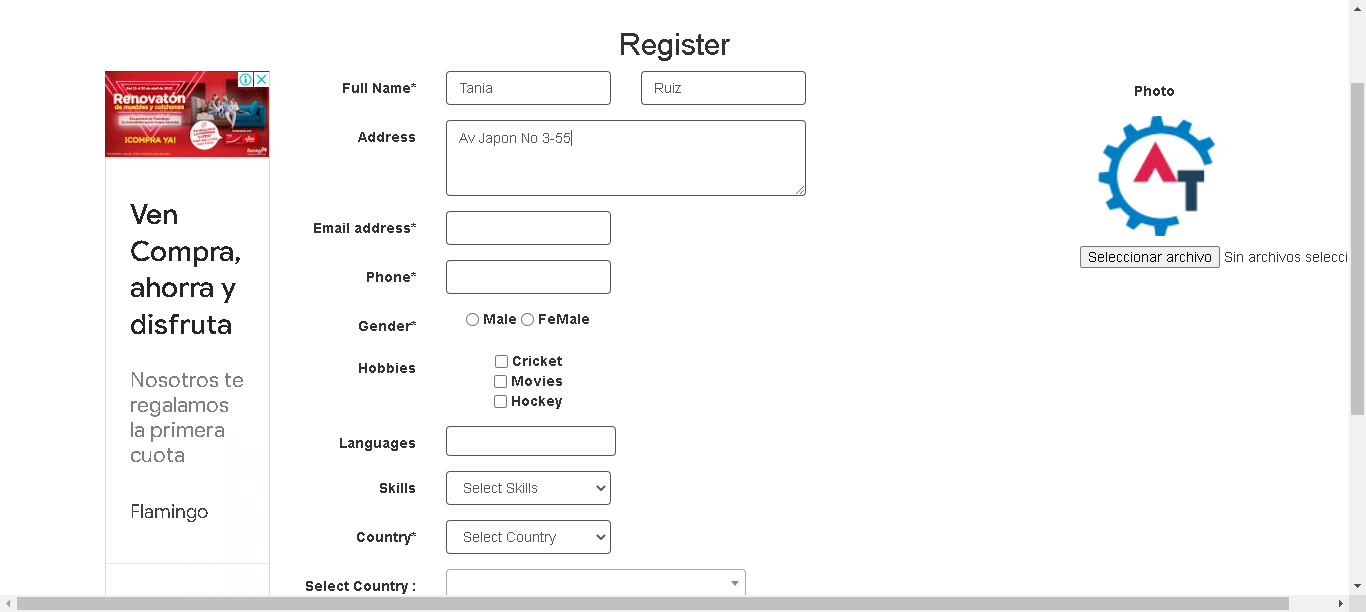 Register
Renovatón
de muebles y colchones
¡COMPRA YA!
Ven
Compra,
ahorra y
disfruta
Nosotros te
regalamos
la primera
cuota
Flamingo
Full Name* Tania Ruiz
Address Av Japon No 3-55
Email address*
Phone*
Gender* Male FeMale
Hobbies Cricket
Movies
Hockey
Languages
Skills Select Skills
Country* Select Country
Select Country :
Photo
AT
Seleccionar archivo Sin archivos selecci